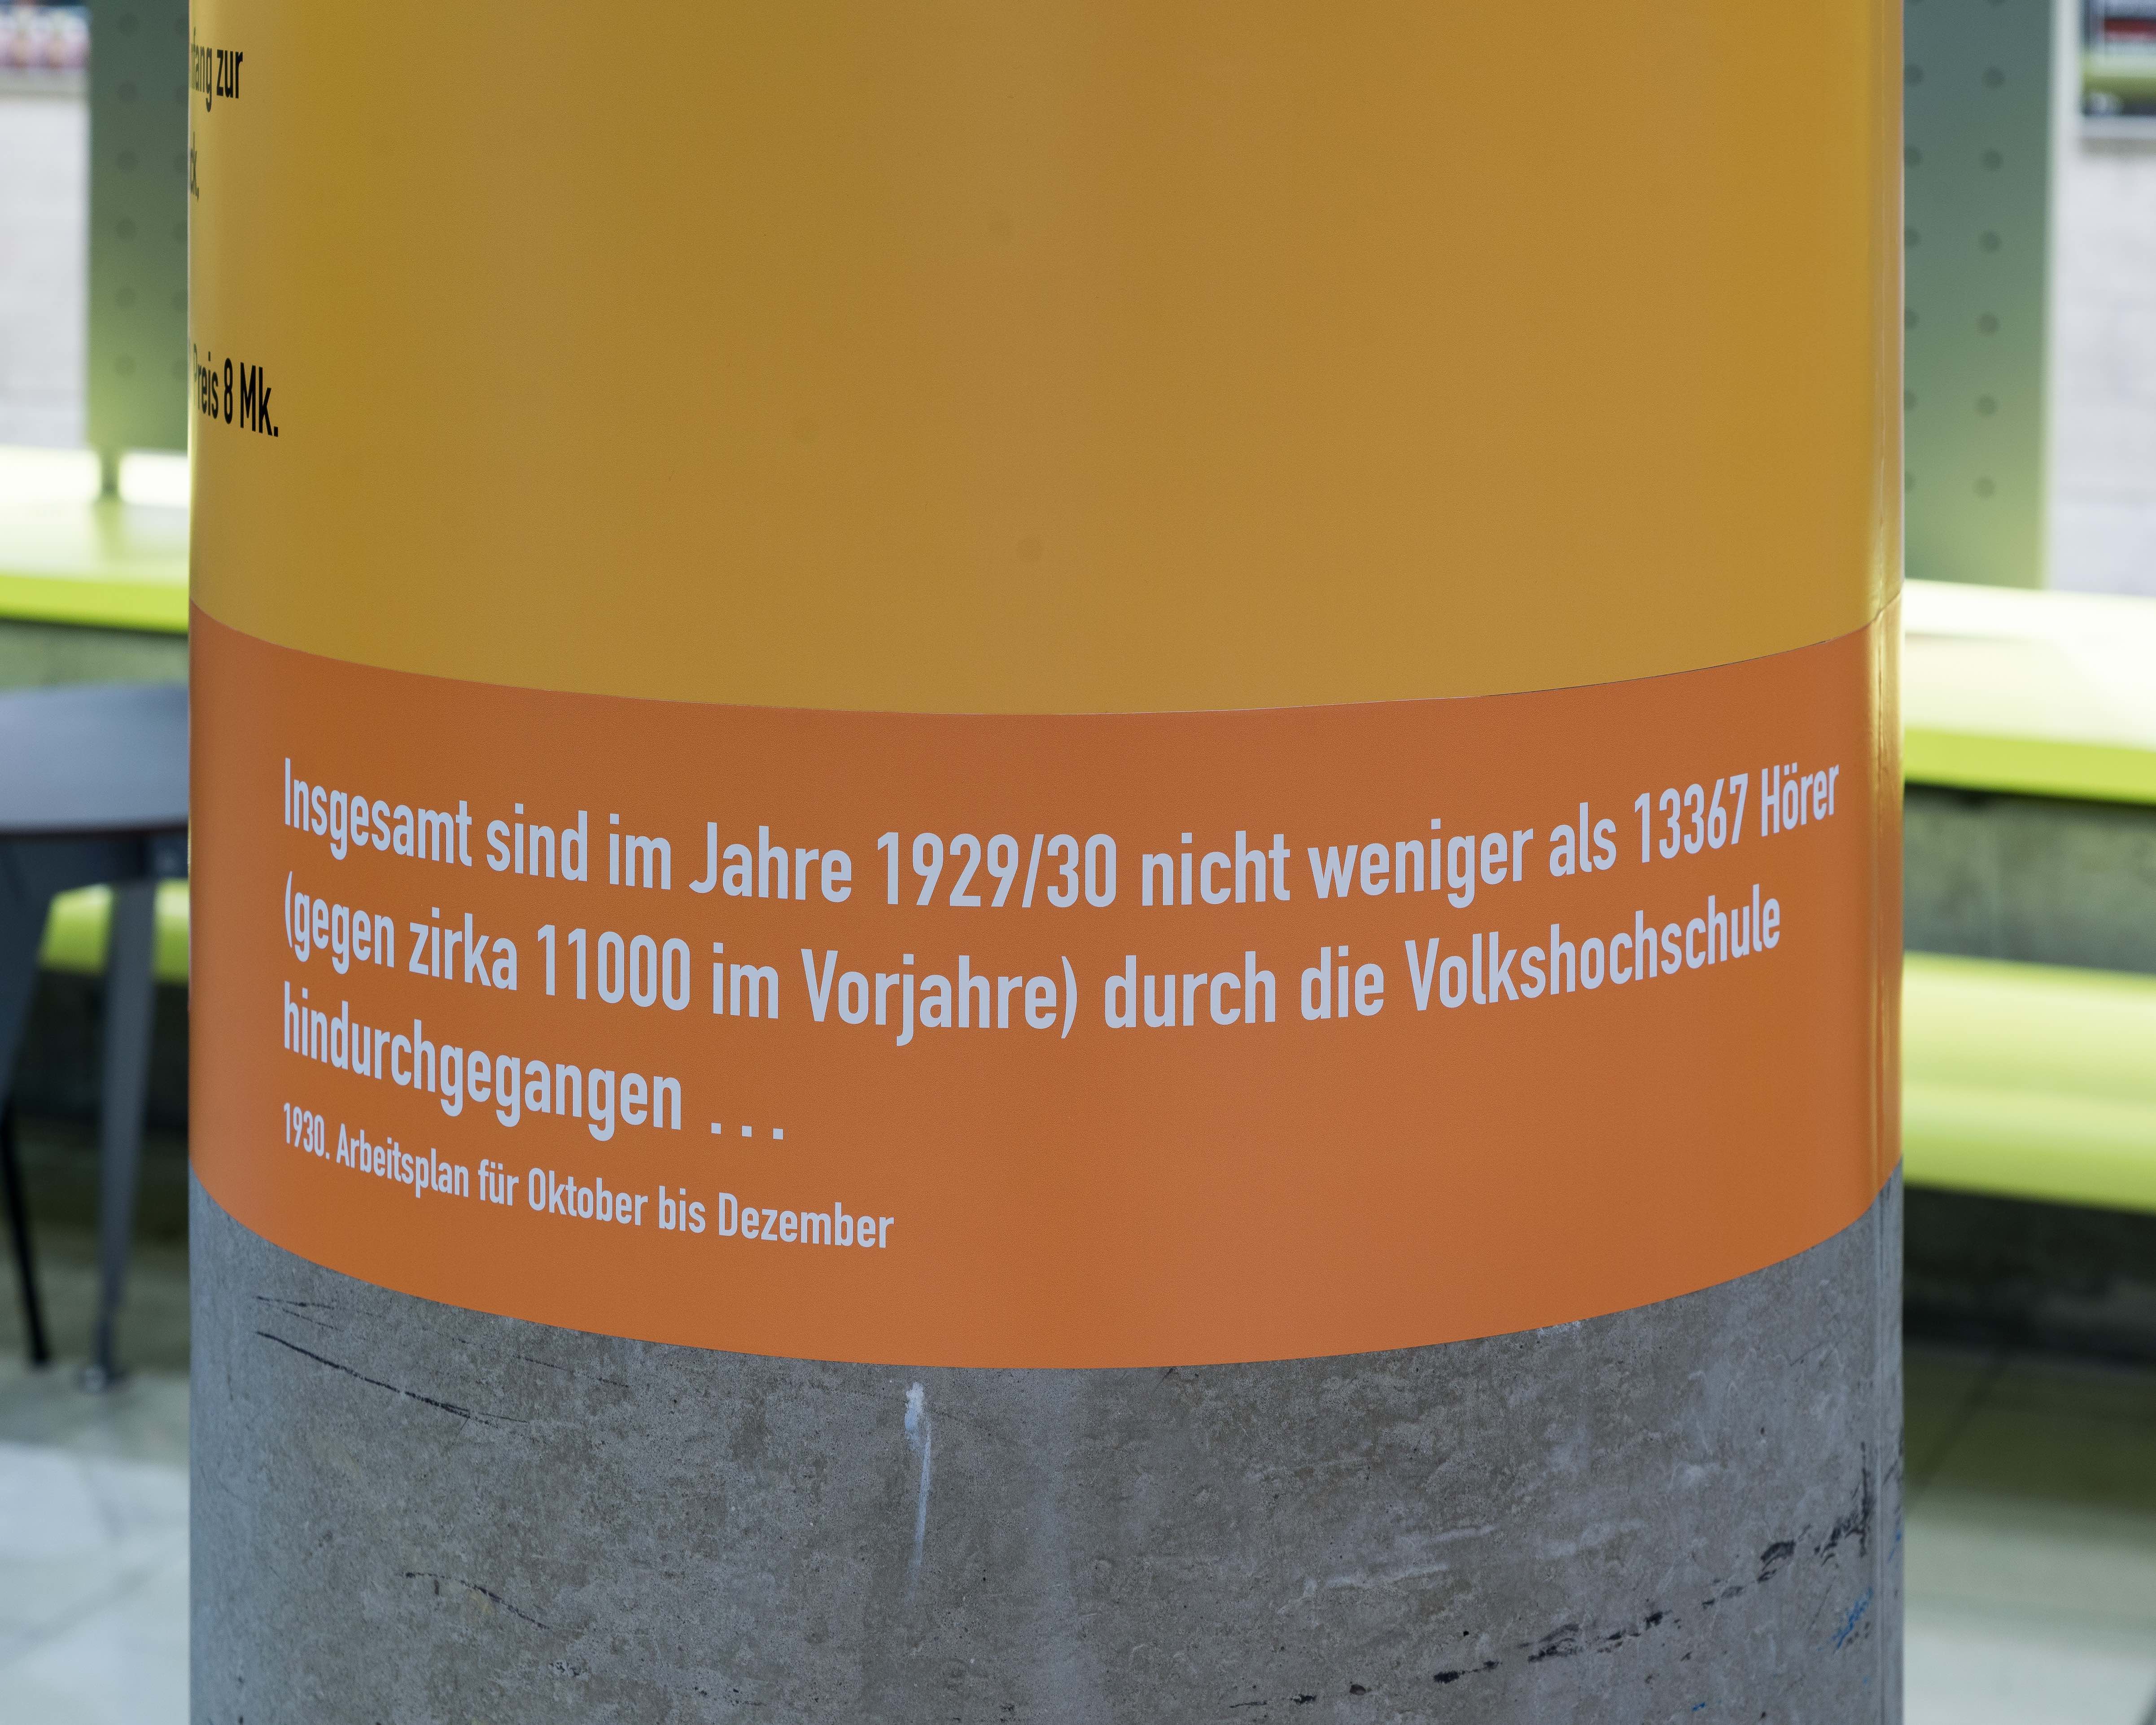 zur
Preis 8 Mk.
Insgesamt sind im Jahre 1929/30 nicht weniger als 13367 Hörer
(gegen zirka 11000 im Vorjahre) durch die Volkshochschule
hindurchgegangen . . .
1930. Arbeitsplan für Oktober bis Dezember